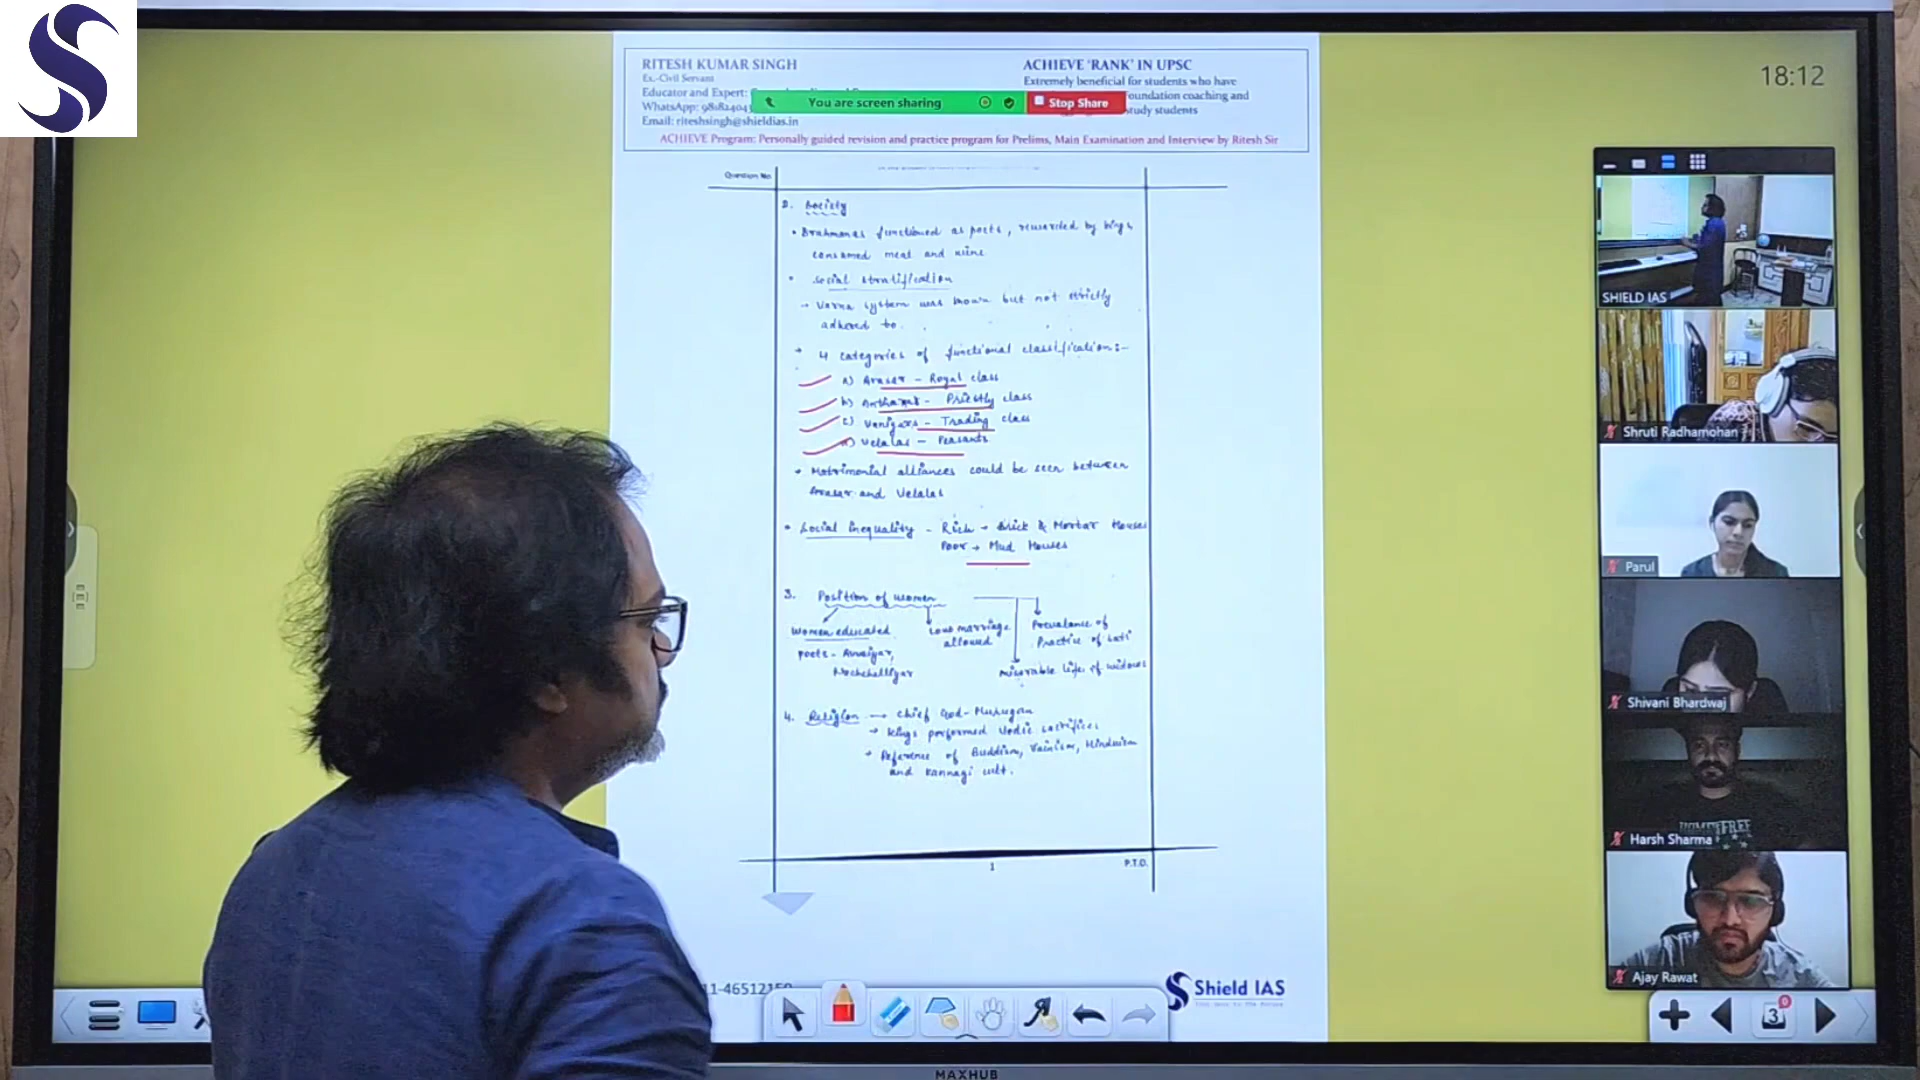 S
RITESH KUMAR SINGH
Ex.-Civil Servant
Educator and Expert:
WhatsApp: 98182404
Email: riteshsingh@shieldias.in
ACHIEVE 'RANK' IN UPSC
Extremely beneficial for students who have
oundation coaching and
study students
You are screen sharing
Stop Share
ACHIEVE Program: Personally guided revision and practice program for Prelims, Main Examination and Interview by Ritesh Sir
18:12
Question No
2. Society
• Brahmanas functioned as poets, rewarded by kings
consumed meat and wine
• Social stratification
→ Varna system was known but not strictly
adhered to.
→ 4 categories of functional classification:-
a) Arasar - Royal class
b) Anthanar - Priestly class
c) Vanigars - Trading class
d) Velalas - Peasants
→ Matrimonial alliances could be seen between
Arasar and Velalas
• Social inequality - Rich → Brick & Mortar Houses
Poor → Mud Houses
3. Position of women
Women educated
poets - Avvaiyar,
Nachchelliyar
Love marriage
allowed
Prevalance of
Practice of Sati
miserable life of widows
4. Religion → Chief God - Murugan
→ Kings performed Vedic sacrifices
→ Reference of Buddism, Jainism, Hinduism
and Kannagi cult.
1
P.T.D.
11-46512159
Shield IAS
SHIELD IAS
Shruti Radhamohan
Parul
Shivani Bhardwaj
Harsh Sharma
Ajay Rawat
0
3
MAXHUB